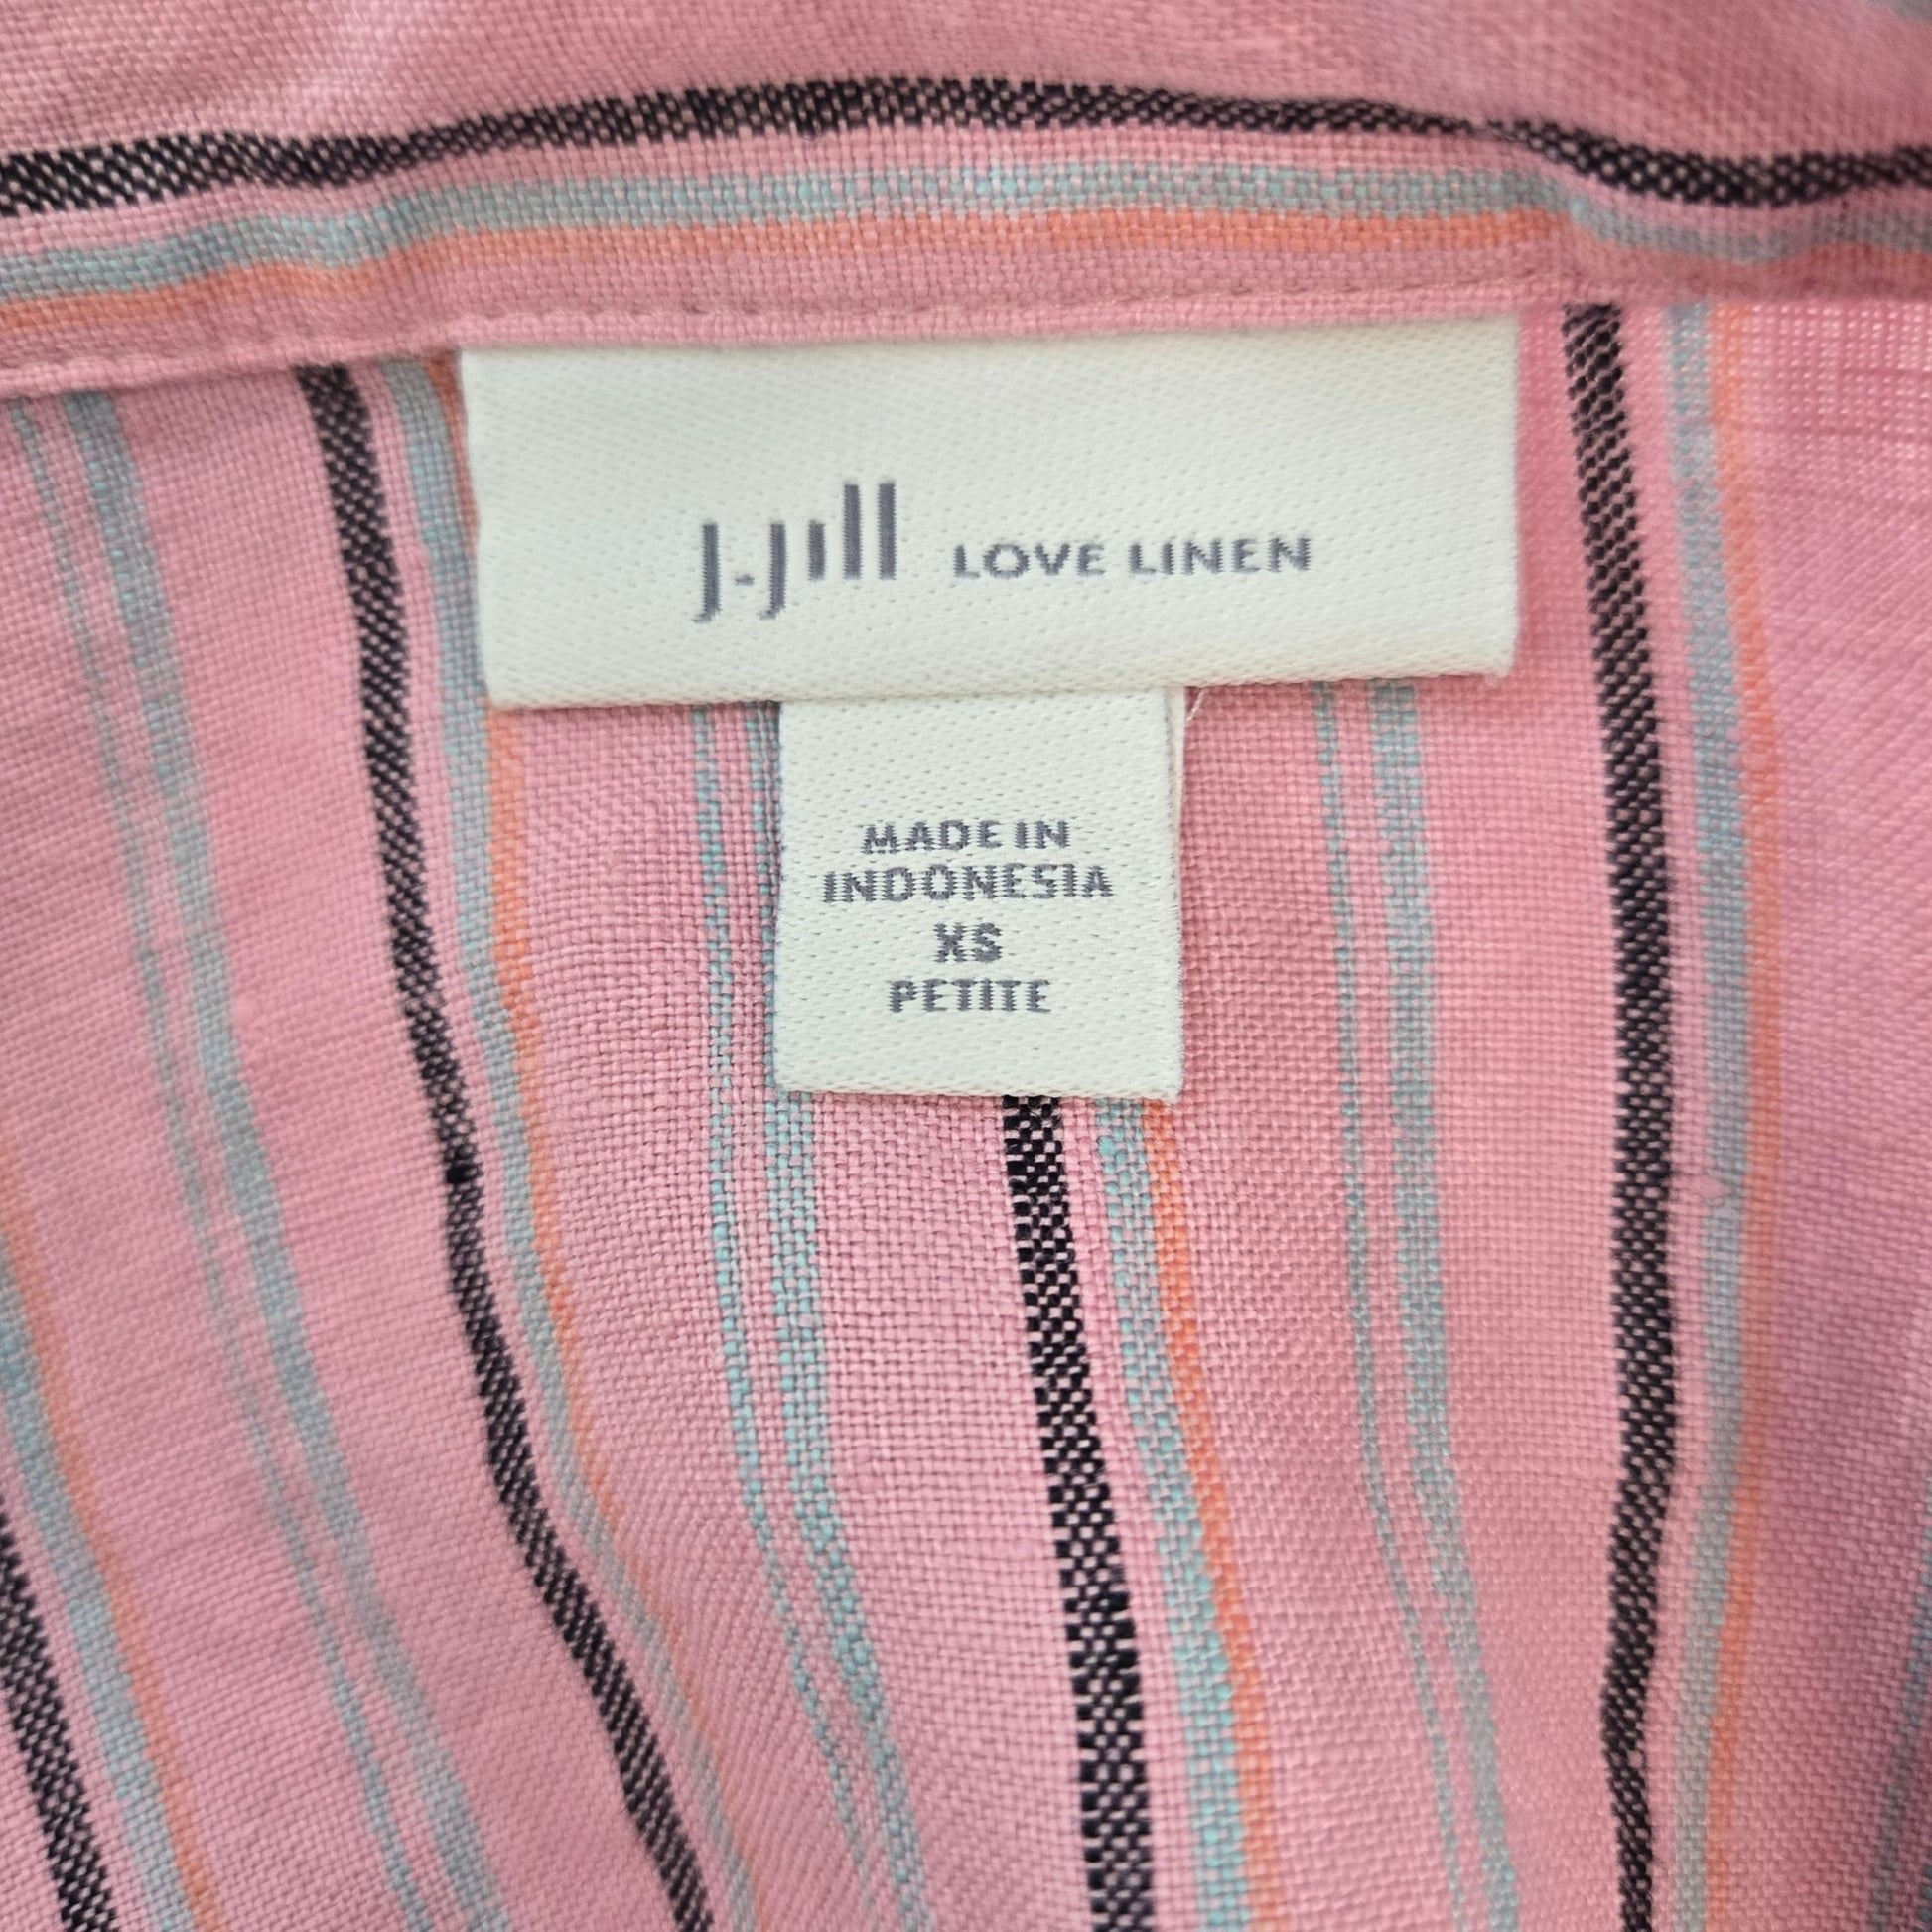 J.Jill LOVE LINEN
MADE IN
INDONESIA
XS
PETITE